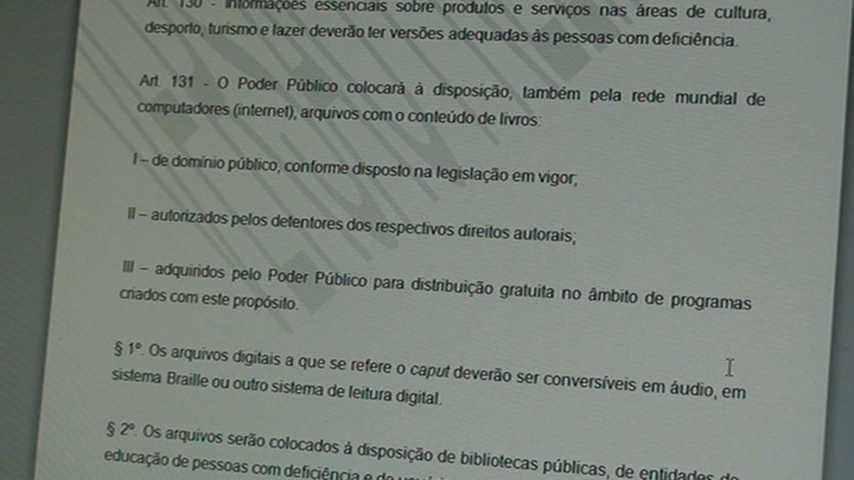 Art. 130 - Informações essenciais sobre produtos e serviços nas áreas de cultura,
desporto, turismo e lazer deverão ter versões adequadas às pessoas com deficiência.
Art. 131 - O Poder Público colocará à disposição, também pela rede mundial de
computadores (internet), arquivos com o conteúdo de livros:
I – de domínio público, conforme disposto na legislação em vigor;
II – autorizados pelos detentores dos respectivos direitos autorais;
III – adquiridos pelo Poder Público para distribuição gratuita no âmbito de programas
criados com este propósito.
§ 1º. Os arquivos digitais a que se refere o caput deverão ser conversíveis em áudio, em
sistema Braille ou outro sistema de leitura digital.
§ 2º. Os arquivos serão colocados à disposição de bibliotecas públicas, de entidades de
educação de pessoas com deficiência e de